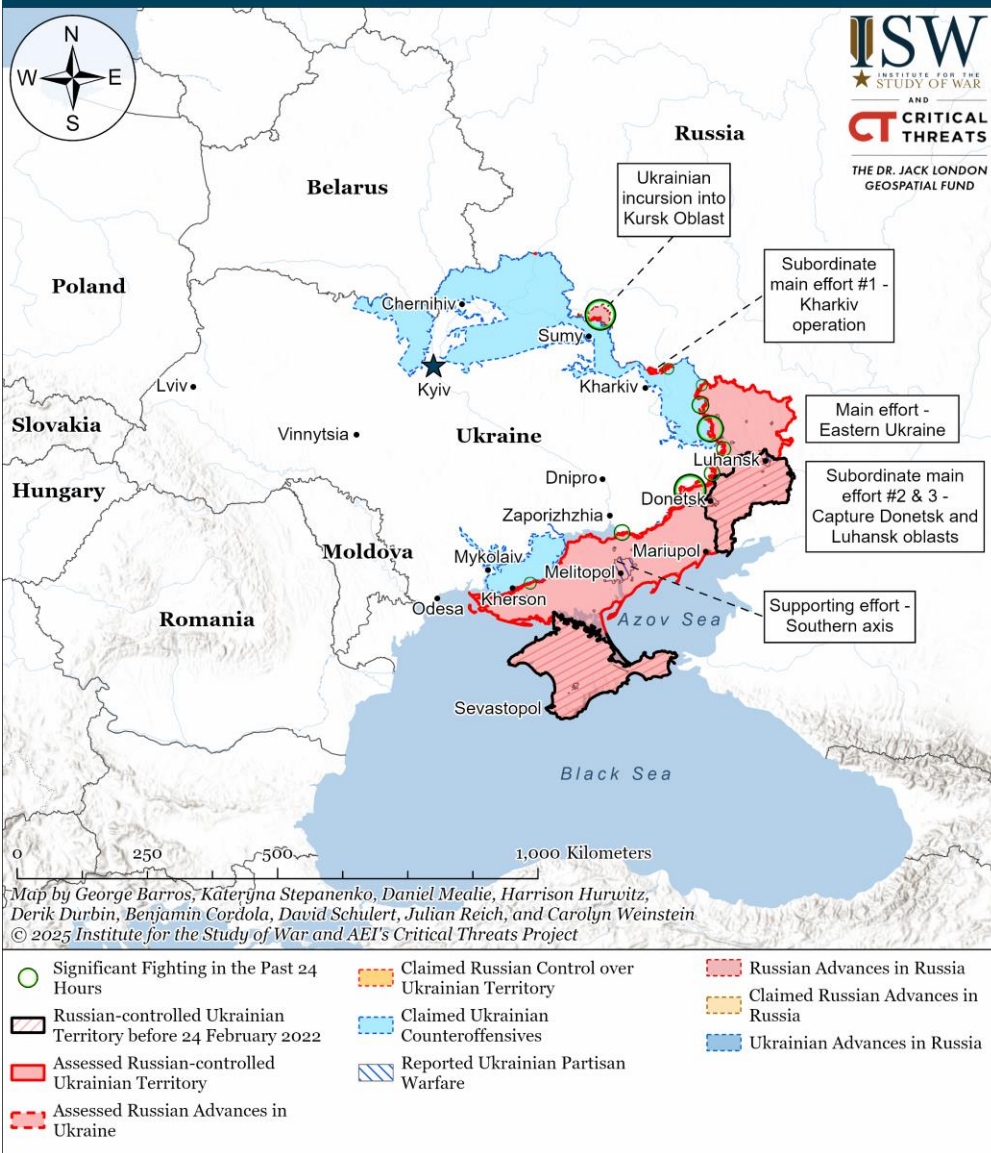 N
W
E
S
ISW
INSTITUTE FOR THE
STUDY OF WAR
AND
CT CRITICAL
THREATS
THE DR. JACK LONDON
GEOSPATIAL FUND
Russia
Ukrainian
incursion into
Kursk Oblast
Belarus
Subordinate
main effort #1 -
Kharkiv
operation
Poland
Chernihiv
Sumy
Kyiv
Kharkiv
Lviv
Slovakia
Vinnytsia
Ukraine
Main effort -
Eastern Ukraine
Luhansk
Hungary
Dnipro
Donetsk
Subordinate main
effort #2 & 3 -
Capture Donetsk and
Luhansk oblasts
Zaporizhzhia
Moldova
Mykolaiv
Mariupol
Melitopol
Kherson
Odesa
Romania
Azov Sea
Supporting effort -
Southern axis
Sevastopol
Black Sea
0 250 500 1,000 Kilometers
Map by George Barros, Kateryna Stepanenko, Daniel Mealie, Harrison Hurwitz,
Derik Durbin, Benjamin Cordola, David Schulert, Julian Reich, and Carolyn Weinstein
© 2025 Institute for the Study of War and AEI's Critical Threats Project
Significant Fighting in the Past 24
Hours
Russian-controlled Ukrainian
Territory before 24 February 2022
Assessed Russian-controlled
Ukrainian Territory
Assessed Russian Advances in
Ukraine
Claimed Russian Control over
Ukrainian Territory
Claimed Ukrainian
Counteroffensives
Reported Ukrainian Partisan
Warfare
Russian Advances in Russia
Claimed Russian Advances in
Russia
Ukrainian Advances in Russia